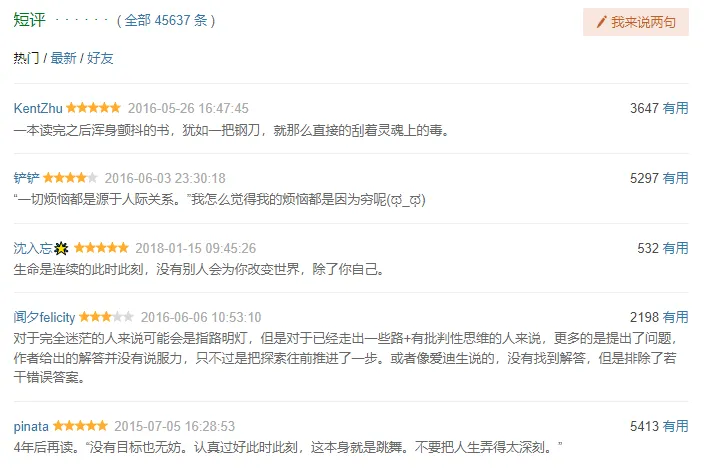 短评 · · · · · · ( 全部 45637 条 )
我来说两句
热门 / 最新 / 好友
KentZhu 2016-05-26 16:47:45
3647 有用
一本读完之后浑身颤抖的书，犹如一把钢刀，就那么直接的刮着灵魂上的毒。
铲铲 2016-06-03 23:30:18
5297 有用
“一切烦恼都是源于人际关系。”我怎么觉得我的烦恼都是因为穷呢(ಥ_ಥ)
沈入忘 2018-01-15 09:45:26
532 有用
生命是连续的此时此刻，没有别人会为你改变世界，除了你自己。
闻夕felicity 2016-06-06 10:53:10
2198 有用
对于完全迷茫的人来说可能会是指路明灯，但是对于已经走出一些路+有批判性思维的人来说，更多的是提出了问题，
作者给出的解答并没有说服力，只不过是把探索往前推进了一步。或者像爱迪生说的，没有找到解答，但是排除了若
干错误答案。
pinata 2015-07-05 16:28:53
5413 有用
4年后再读。“没有目标也无妨。认真过好此时此刻，这本身就是跳舞。不要把人生弄得太深刻。”